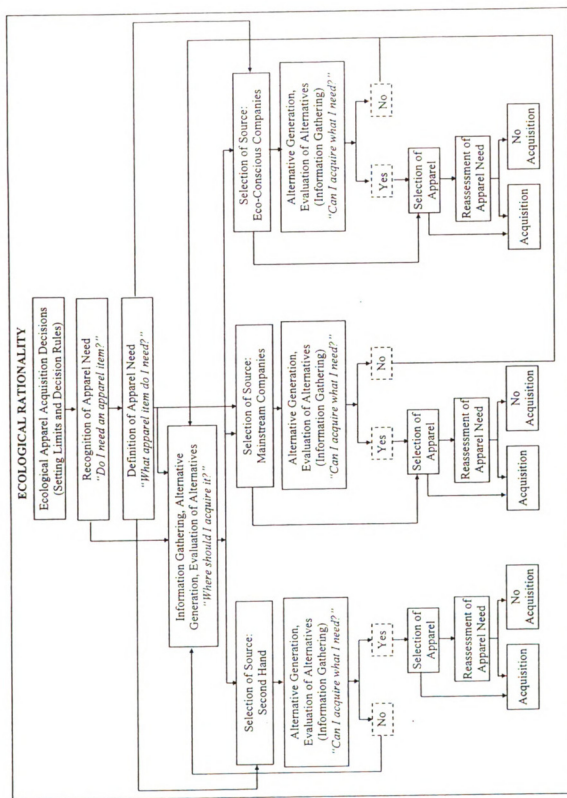 ECOLOGICAL RATIONALITY
Ecological Apparel Acquisition Decisions
(Setting Limits and Decision Rules)
Recognition of Apparel Need
"Do I need an apparel item?"
Definition of Apparel Need
"What apparel item do I need?"
Information Gathering, Alternative
Generation, Evaluation of Alternatives
"Where should I acquire it?"
Selection of Source:
Second Hand
Alternative Generation,
Evaluation of Alternatives
(Information Gathering)
"Can I acquire what I need?"
No
Yes
Selection of
Apparel
Reassessment of
Apparel Need
Acquisition
No
Acquisition
Selection of Source:
Mainstream Companies
Alternative Generation,
Evaluation of Alternatives
(Information Gathering)
"Can I acquire what I need?"
Yes
No
Selection of
Apparel
Reassessment of
Apparel Need
Acquisition
No
Acquisition
Selection of Source:
Eco-Conscious Companies
Alternative Generation,
Evaluation of Alternatives
(Information Gathering)
"Can I acquire what I need?"
Yes
No
Selection of
Apparel
Reassessment of
Apparel Need
Acquisition
No
Acquisition